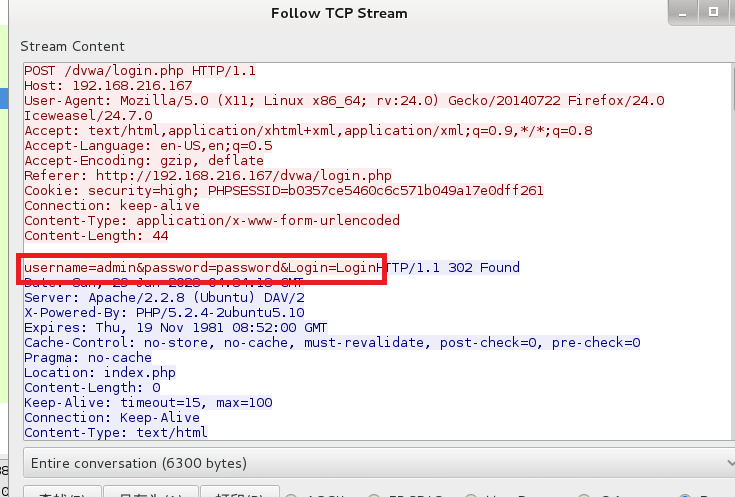 Follow TCP Stream
Stream Content
POST /dvwa/login.php HTTP/1.1
Host: 192.168.216.167
User-Agent: Mozilla/5.0 (X11; Linux x86_64; rv:24.0) Gecko/20140722 Firefox/24.0
Iceweasel/24.7.0
Accept: text/html,application/xhtml+xml,application/xml;q=0.9,*/*;q=0.8
Accept-Language: en-US,en;q=0.5
Accept-Encoding: gzip, deflate
Referer: http://192.168.216.167/dvwa/login.php
Cookie: security=high; PHPSESSID=b0357ce5460c6c571b049a17e0dff261
Connection: keep-alive
Content-Type: application/x-www-form-urlencoded
Content-Length: 44
username=admin&password=password&Login=LoginHTTP/1.1 302 Found
Date: Sun, 29 Jan 2023 04:34:18 GMT
Server: Apache/2.2.8 (Ubuntu) DAV/2
X-Powered-By: PHP/5.2.4-2ubuntu5.10
Expires: Thu, 19 Nov 1981 08:52:00 GMT
Cache-Control: no-store, no-cache, must-revalidate, post-check=0, pre-check=0
Pragma: no-cache
Location: index.php
Content-Length: 0
Keep-Alive: timeout=15, max=100
Connection: Keep-Alive
Content-Type: text/html
Entire conversation (6300 bytes)